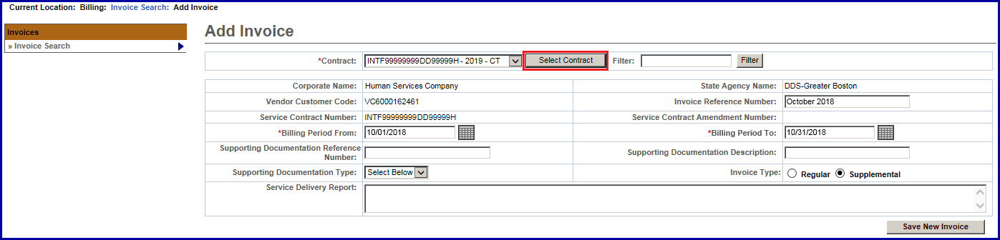 Current Location: Billing: Invoice Search: Add Invoice
Invoices
» Invoice Search
Add Invoice
*Contract: INTF99999999DD99999H - 2019 - CT Select Contract Filter: Filter
Corporate Name: Human Services Company State Agency Name: DDS-Greater Boston
Vendor Customer Code: VC6000162461 Invoice Reference Number: October 2018
Service Contract Number: INTF99999999DD99999H Service Contract Amendment Number:
*Billing Period From: 10/01/2018 *Billing Period To: 10/31/2018
Supporting Documentation Reference
Number: Supporting Documentation Description:
Supporting Documentation Type: Select Below Invoice Type: Regular Supplemental
Service Delivery Report:
Save New Invoice